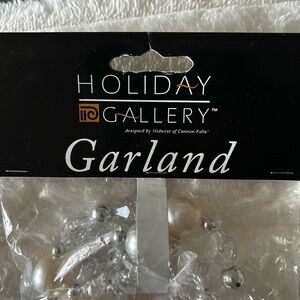 HOLIDAY
GALLERY™
designed by Midwest of Cannon Falls®
Garland